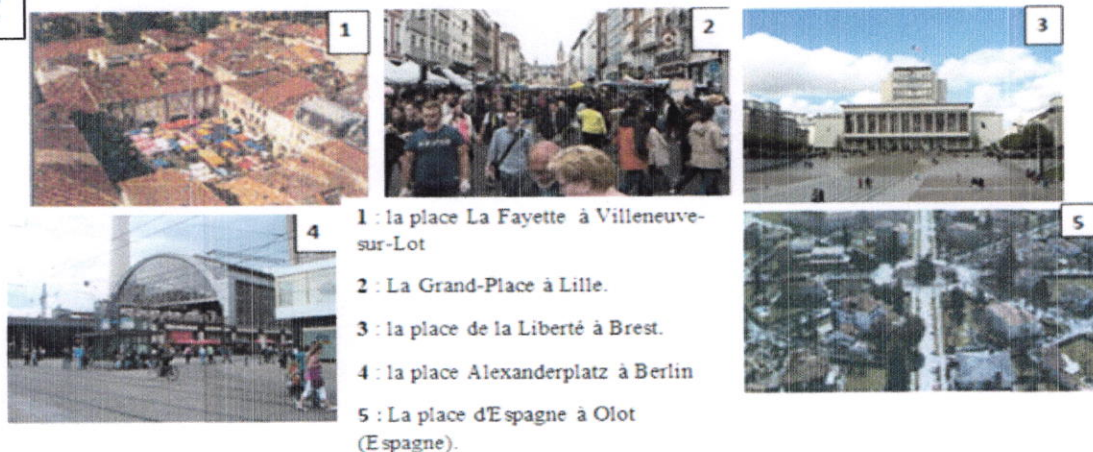 1
2
3
4
5
1 : la place La Fayette à Villeneuve-
sur-Lot
2 : La Grand-Place à Lille.
3 : la place de la Liberté à Brest.
4 : la place Alexanderplatz à Berlin
5 : La place d'Espagne à Olot
(Espagne).